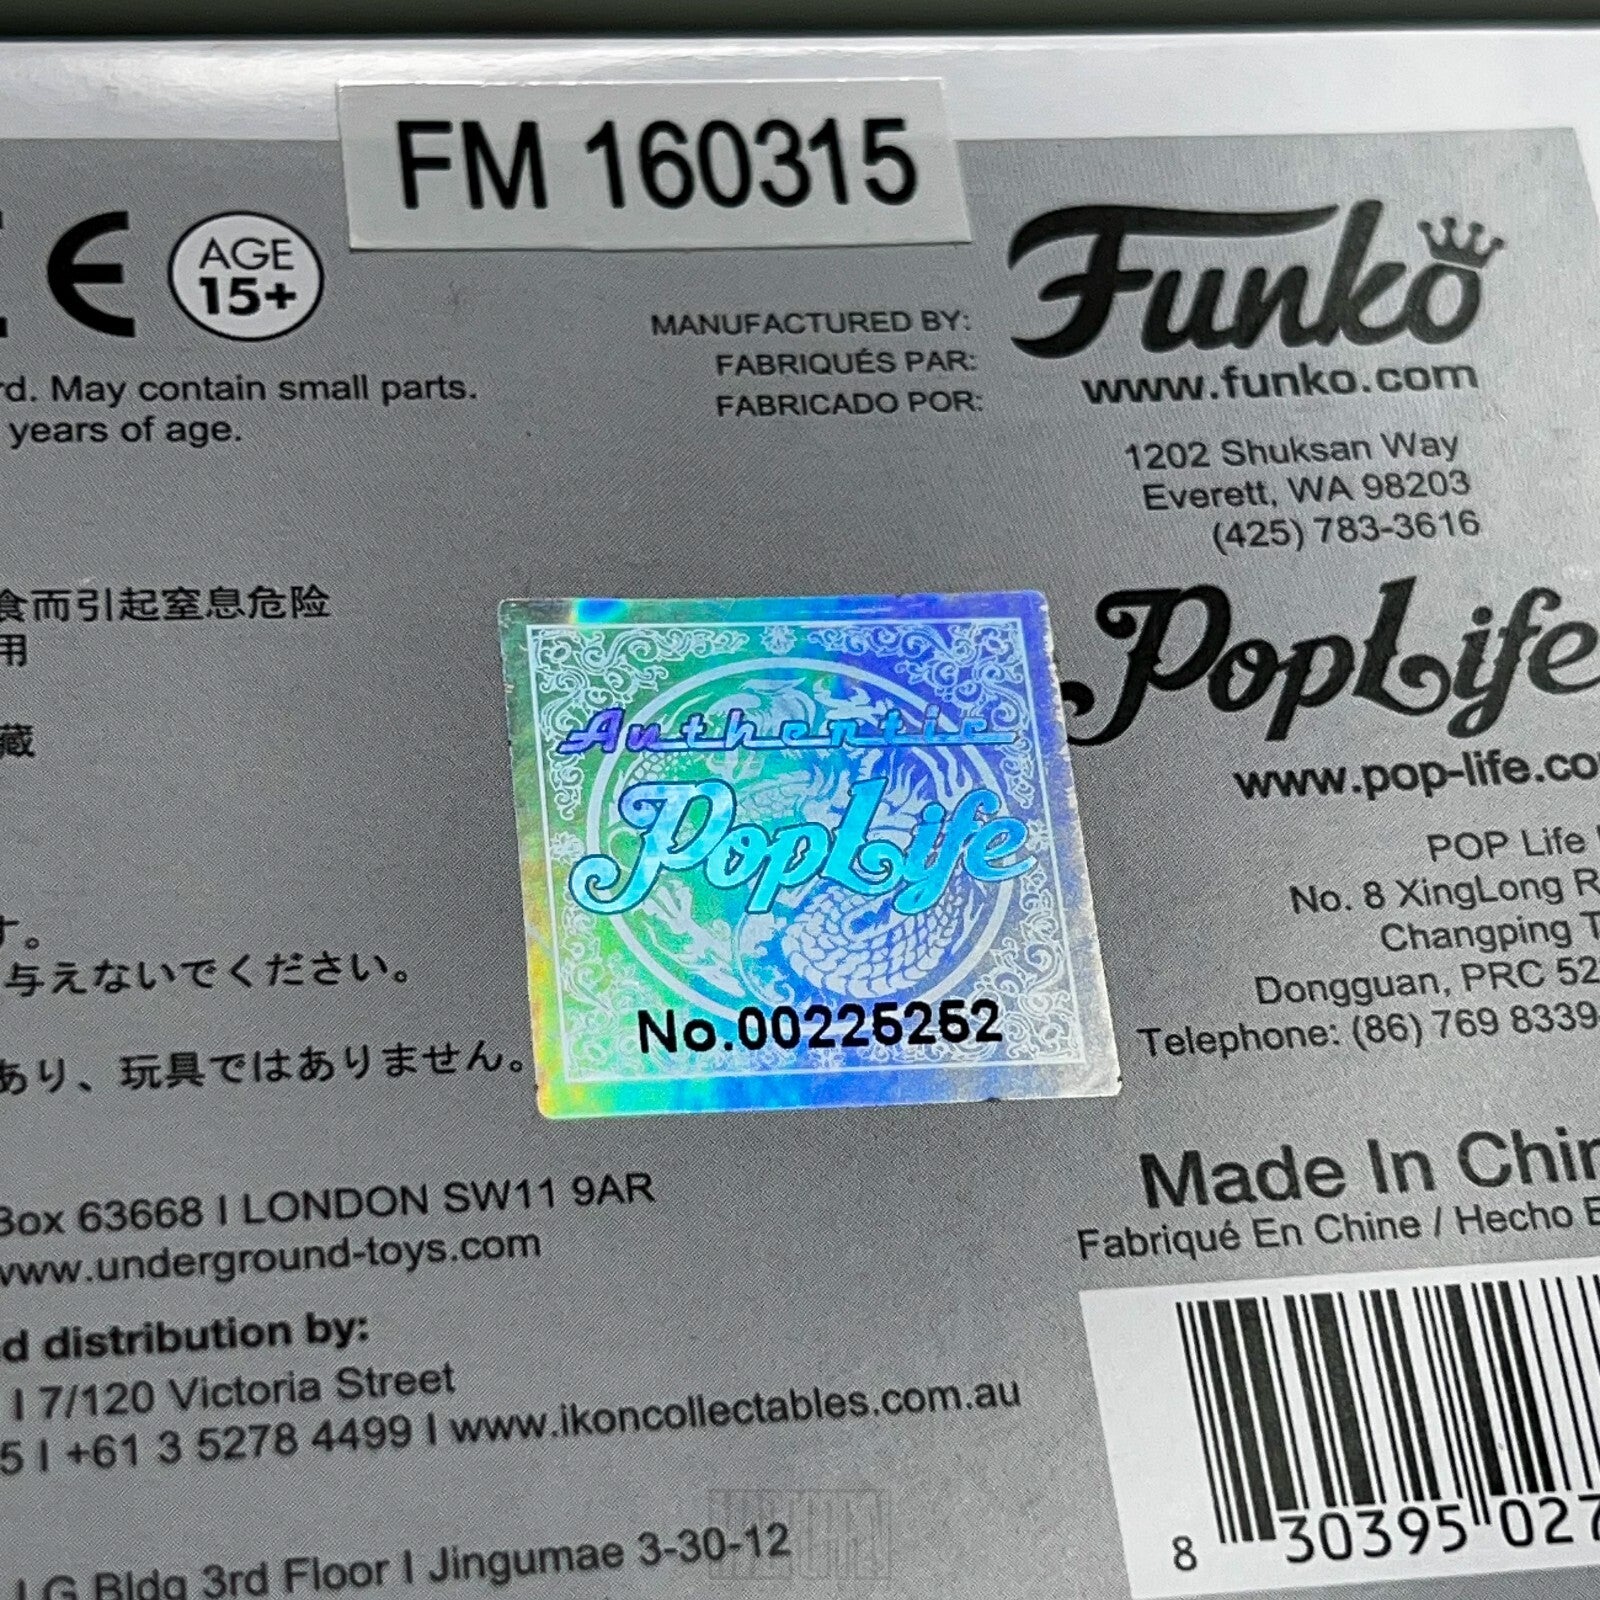 FM 160315
CE
AGE
15+
rd. May contain small parts.
years of age.
MANUFACTURED BY:
FABRIQUÉS PAR:
FABRICADO POR:
Funko
www.funko.com
1202 Shuksan Way
Everett, WA 98203
(425) 783-3616
食而引起窒息危险
用
藏
す。
与えないでください。
あり、玩具ではありません。
Authentic
PopLife
No.00225252
PopLife
www.pop-life.co
POP Life
No. 8 XingLong R
Changping T
Dongguan, PRC 52
Telephone: (86) 769 8339
Made In Chin
Fabriqué En Chine / Hecho E
Box 63668 I LONDON SW11 9AR
www.underground-toys.com
d distribution by:
I 7/120 Victoria Street
5 I +61 3 5278 4499 I www.ikoncollectables.com.au
LG Bldg 3rd Floor I Jingumae 3-30-12
8 30395 027